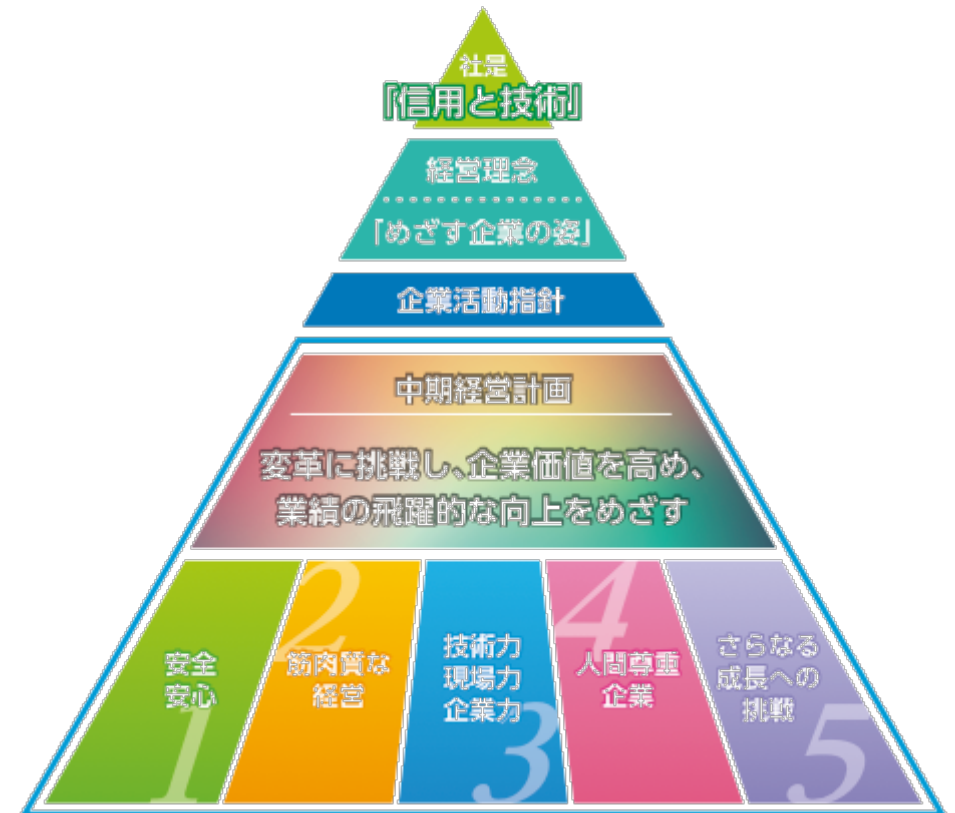 社是
「信用と技術」
経営理念
「めざす企業の姿」
企業活動指針
中期経営計画
変革に挑戦し、企業価値を高め、
業績の飛躍的な向上をめざす
1
安全
安心
2
筋肉質な
経営
3
技術力
現場力
企業力
4
人間尊重
企業
5
さらなる
成長への
挑戦